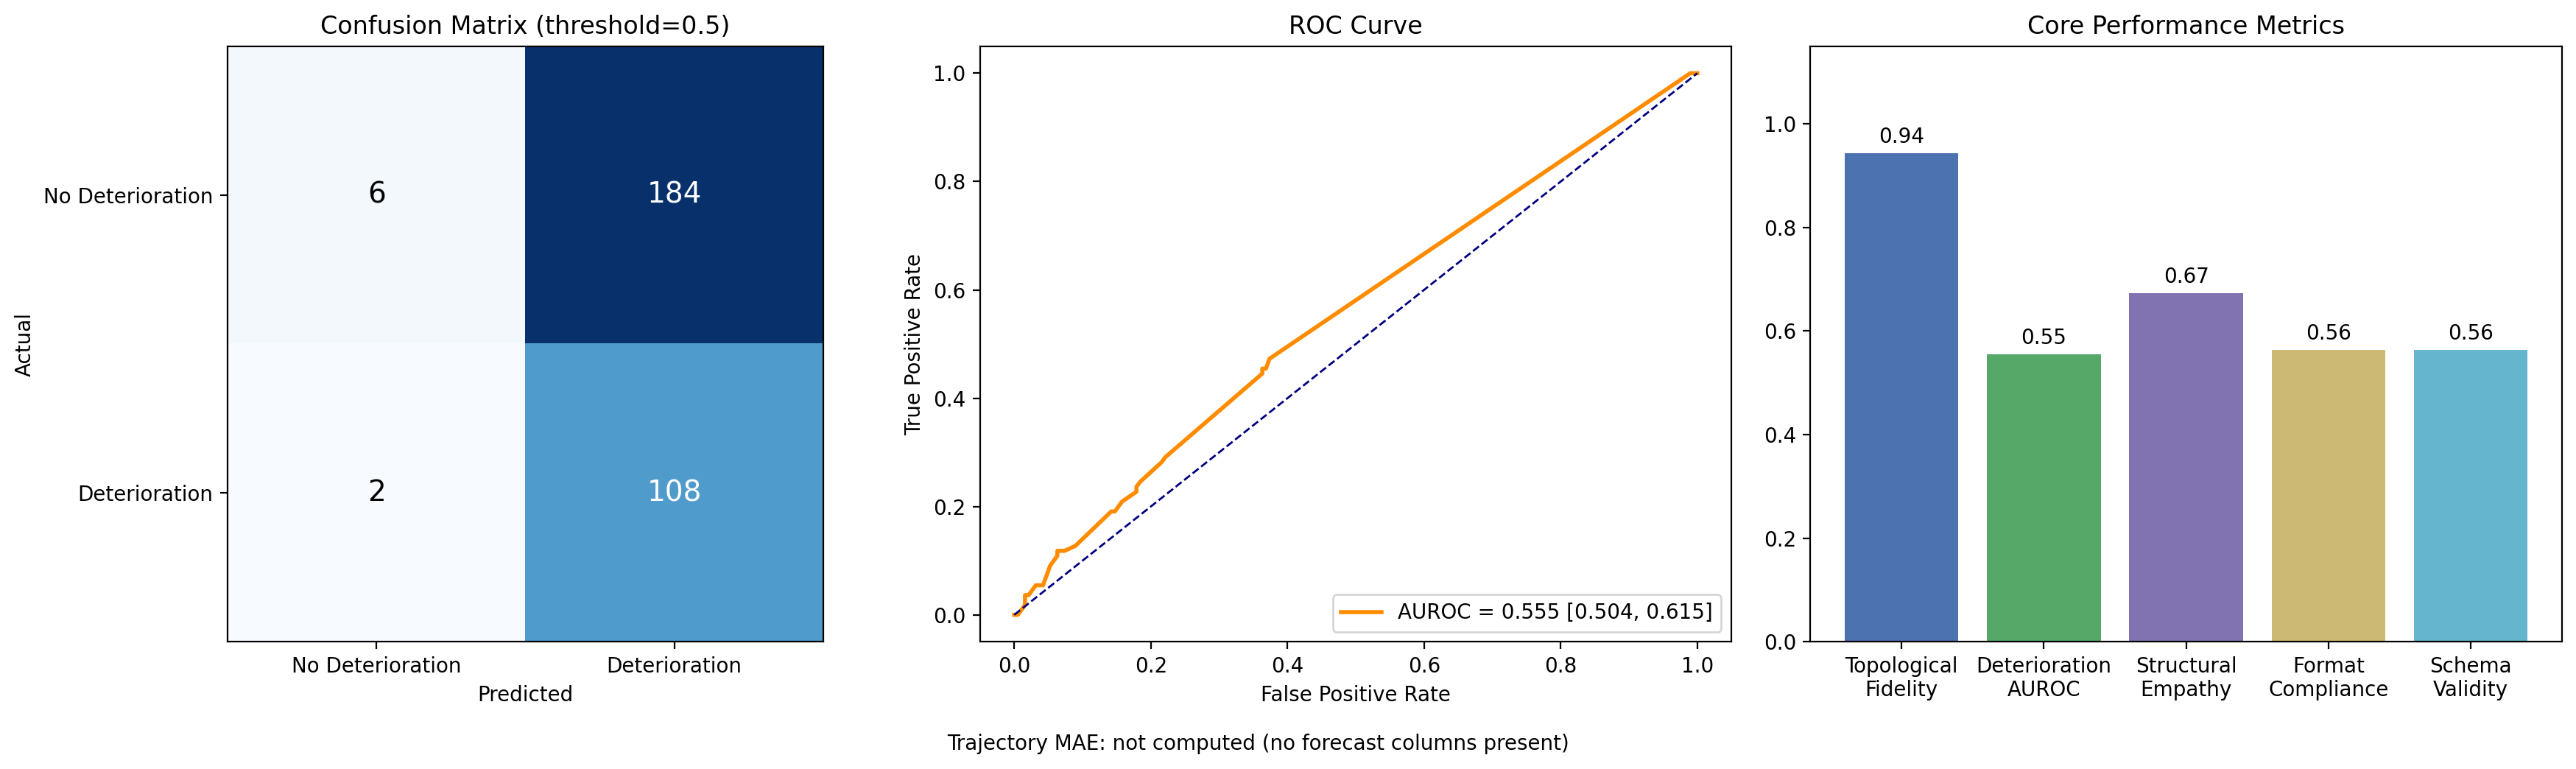 Confusion Matrix (threshold=0.5)
Actual
No Deterioration
Deterioration
6
184
2
108
No Deterioration
Deterioration
Predicted
ROC Curve
True Positive Rate
1.0
0.8
0.6
0.4
0.2
0.0
AUROC = 0.555 [0.504, 0.615]
0.0
0.2
0.4
0.6
0.8
1.0
False Positive Rate
Core Performance Metrics
1.0
0.8
0.6
0.4
0.2
0.0
0.94
0.55
0.67
0.56
0.56
Topological
Fidelity
Deterioration
AUROC
Structural
Empathy
Format
Compliance
Schema
Validity
Trajectory MAE: not computed (no forecast columns present)